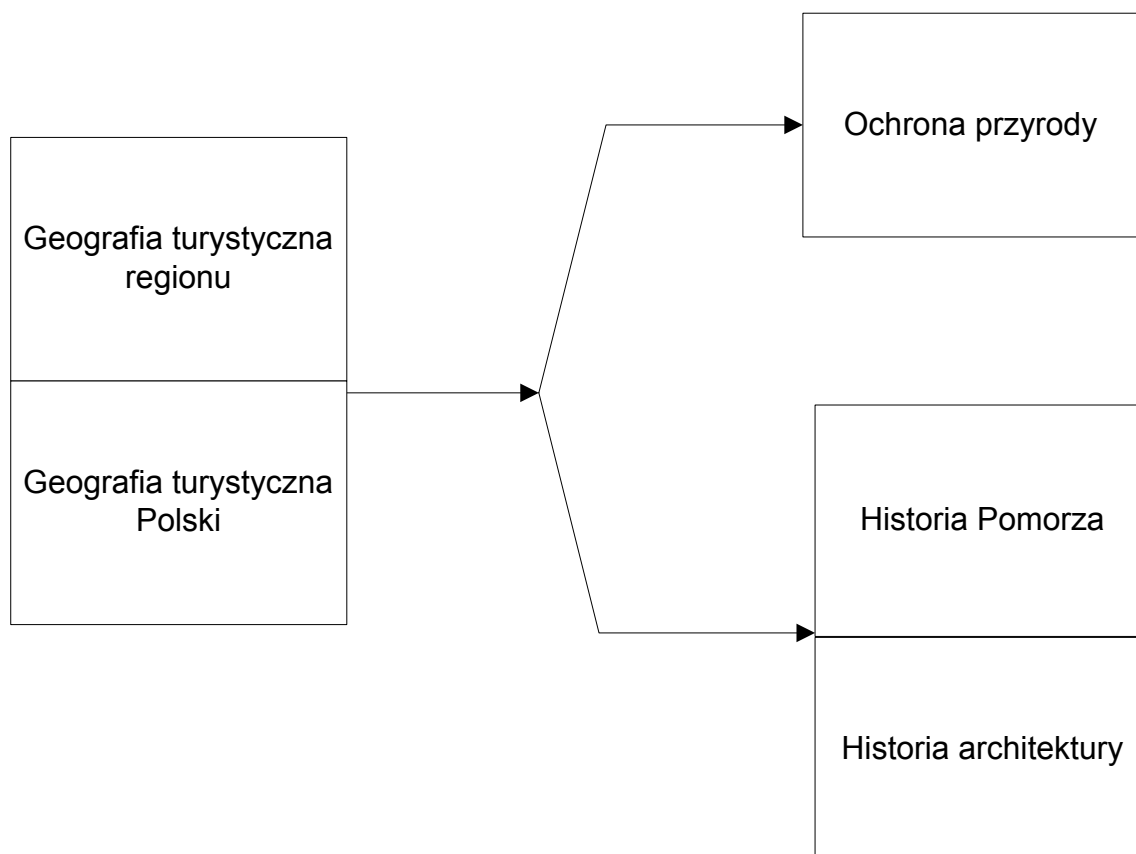 Geografia turystyczna
regionu
Geografia turystyczna
Polski
Ochrona przyrody
Historia Pomorza
Historia architektury